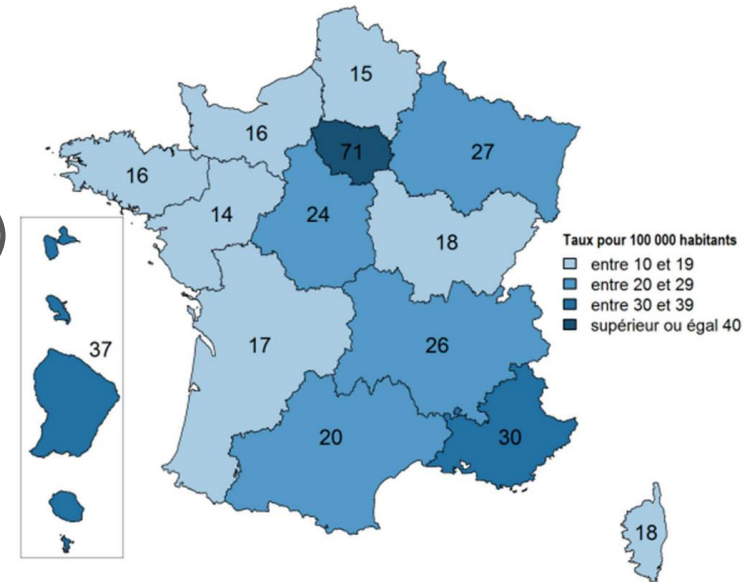 15
16
71
27
16
14
24
18
Taux pour 100 000 habitants
entre 10 et 19
entre 20 et 29
entre 30 et 39
supérieur ou égal 40
37
17
26
20
30
18